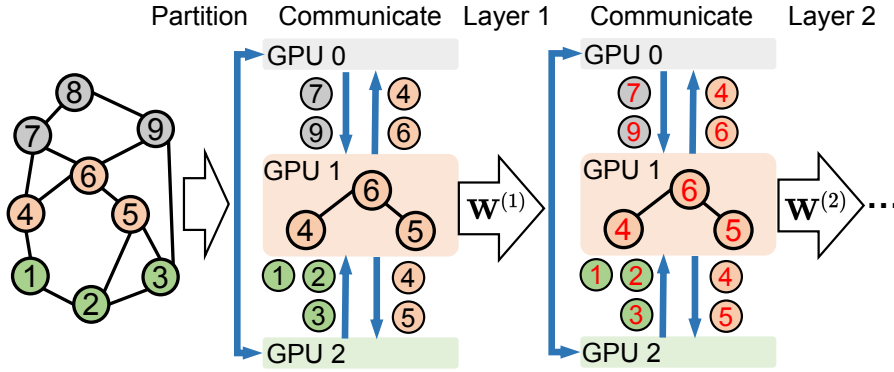 Partition Communicate Layer 1 Communicate Layer 2
GPU 0 GPU 0
8
7 9
6
4 5
1 3
2
7 4
9 6
GPU 1
6
4 5
1 2 4
3 5
GPU 2
W(1)
7 4
9 6
GPU 1
6
4 5
1 2 4
3 5
GPU 2
W(2)
...